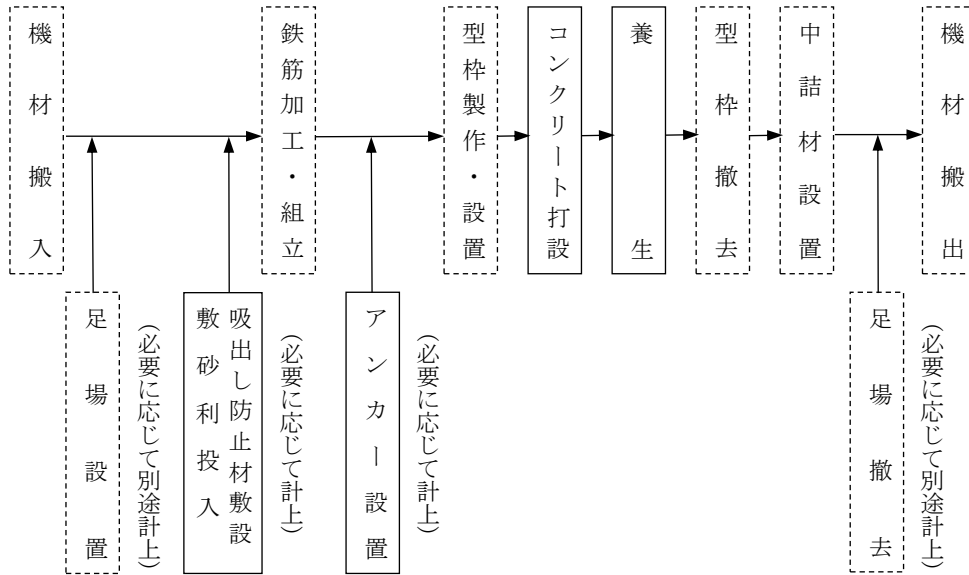 機材搬入
鉄筋加工・組立
型枠製作・設置
コンクリート打設
養生
型枠撤去
中詰材設置
機材搬出
足場設置
(必要に応じて別途計上)
吸出し防止材敷設
敷砂利投入
(必要に応じて計上)
アンカー設置
(必要に応じて計上)
足場撤去
(必要に応じて別途計上)